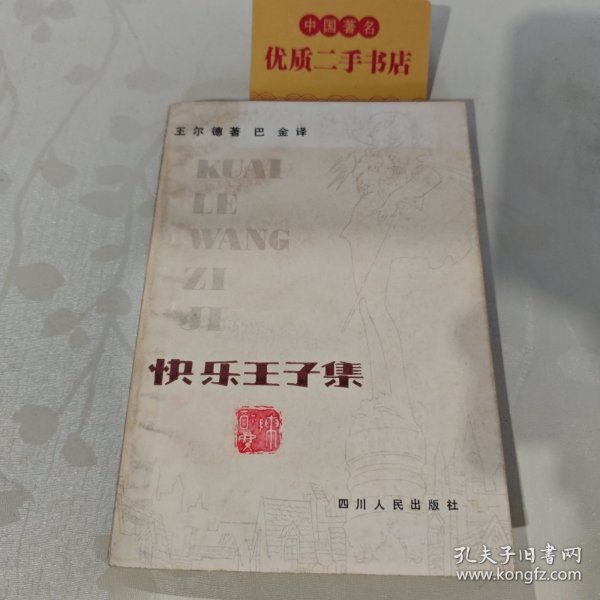 中国著名
优质二手书店
王尔德著 巴金译
KUAI
LE
WANG
ZI
JI
快乐王子集
四川人民出版社
孔夫子旧书网
www.kongfz.com